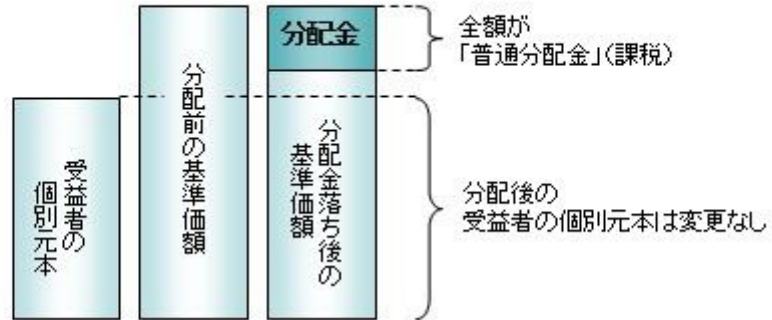 受益者の
個別元本
分配前の基準価額
分配金
分配金落ち後の
基準価額
全額が
「普通分配金」(課税)
分配後の
受益者の個別元本は変更なし